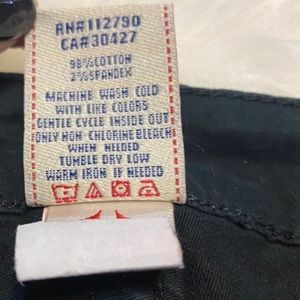 RN#112790
CA#30427
98%COTTON
2%SPANDEX
MACHINE WASH COLD
WITH LIKE COLORS
GENTLE CYCLE INSIDE OUT
ONLY NON CHLORINE BLEACH
WHEN NEEDED
TUMBLE DRY LOW
WARM IRON IF NEEDED